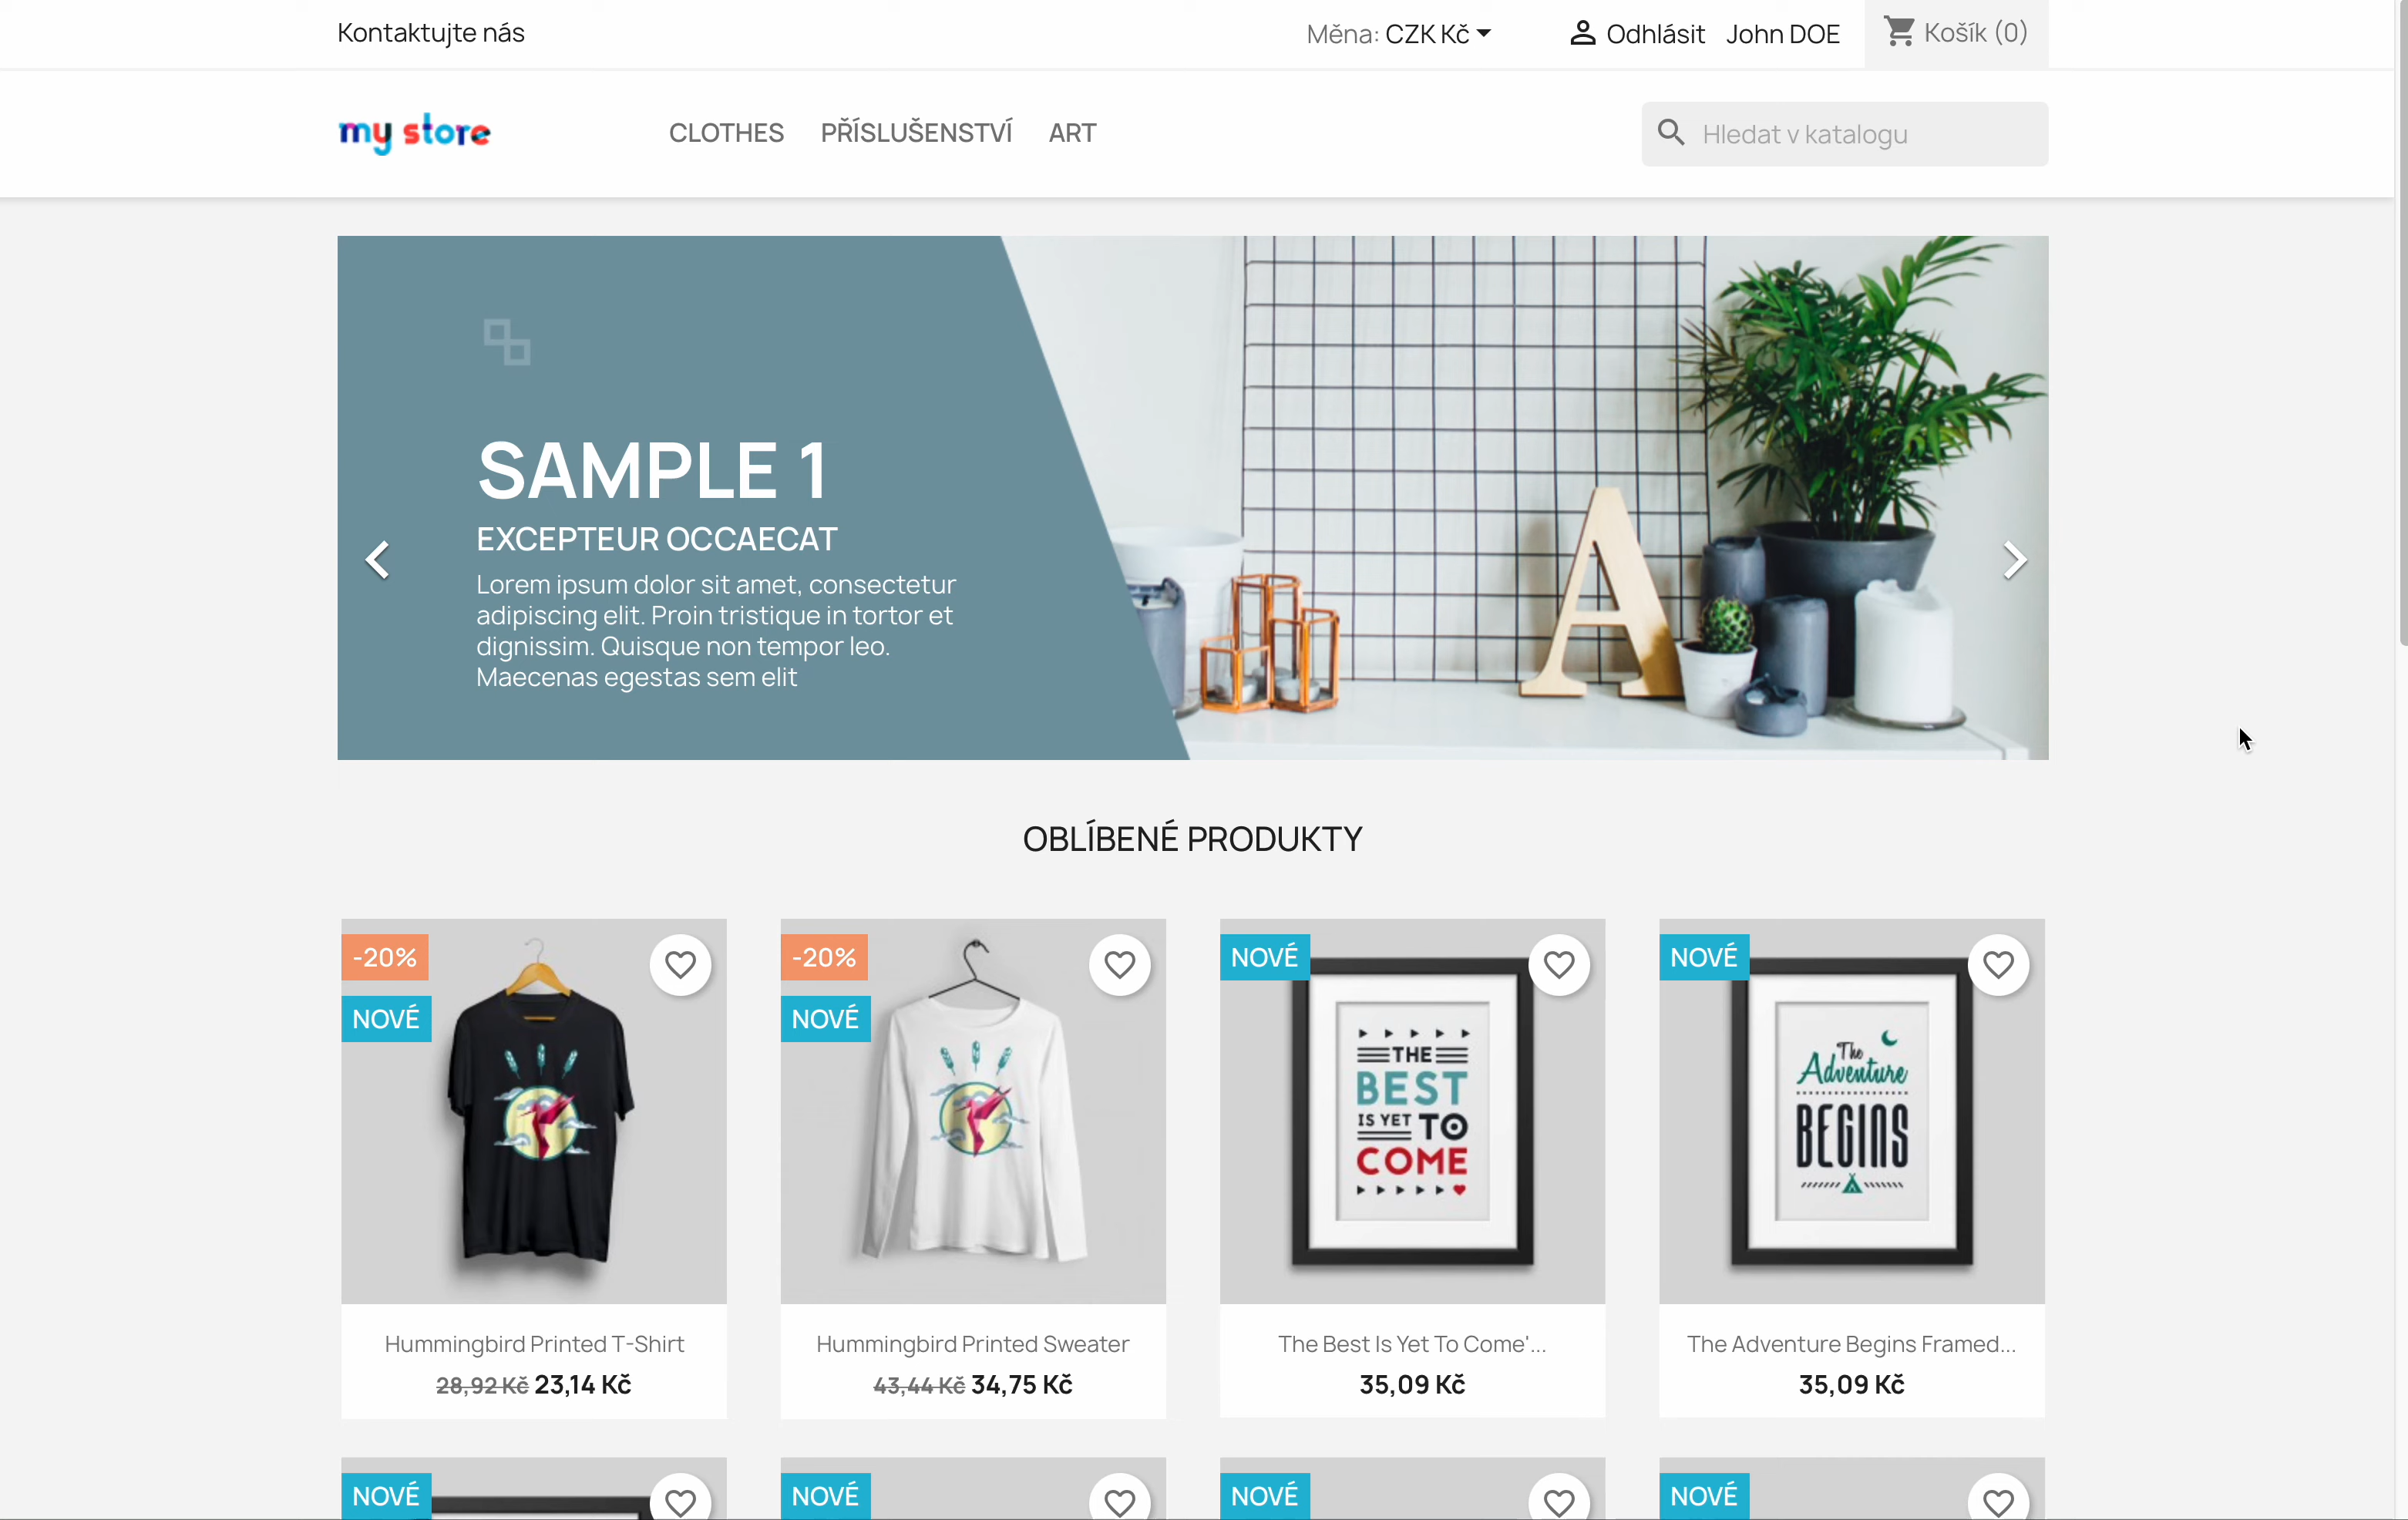 Kontaktujte nás
Měna: CZK Kč
Odhlásit John DOE
Košík (0)
my store
CLOTHES PŘÍSLUŠENSTVÍ ART
Hledat v katalogu
SAMPLE 1
EXCEPTEUR OCCAECAT
Lorem ipsum dolor sit amet, consectetur
adipiscing elit. Proin tristique in tortor et
dignissim. Quisque non tempor leo.
Maecenas egestas sem elit
A
OBLÍBENÉ PRODUKTY
-20%
NOVÉ
Hummingbird Printed T-Shirt
28,92 Kč 23,14 Kč
-20%
NOVÉ
Hummingbird Printed Sweater
43,44 Kč 34,75 Kč
NOVÉ
THE
BEST
IS YET TO
COME
The Best Is Yet To Come'...
35,09 Kč
NOVÉ
The
Adventure
BEGINS
The Adventure Begins Framed...
35,09 Kč
NOVÉ
NOVÉ
NOVÉ
NOVÉ